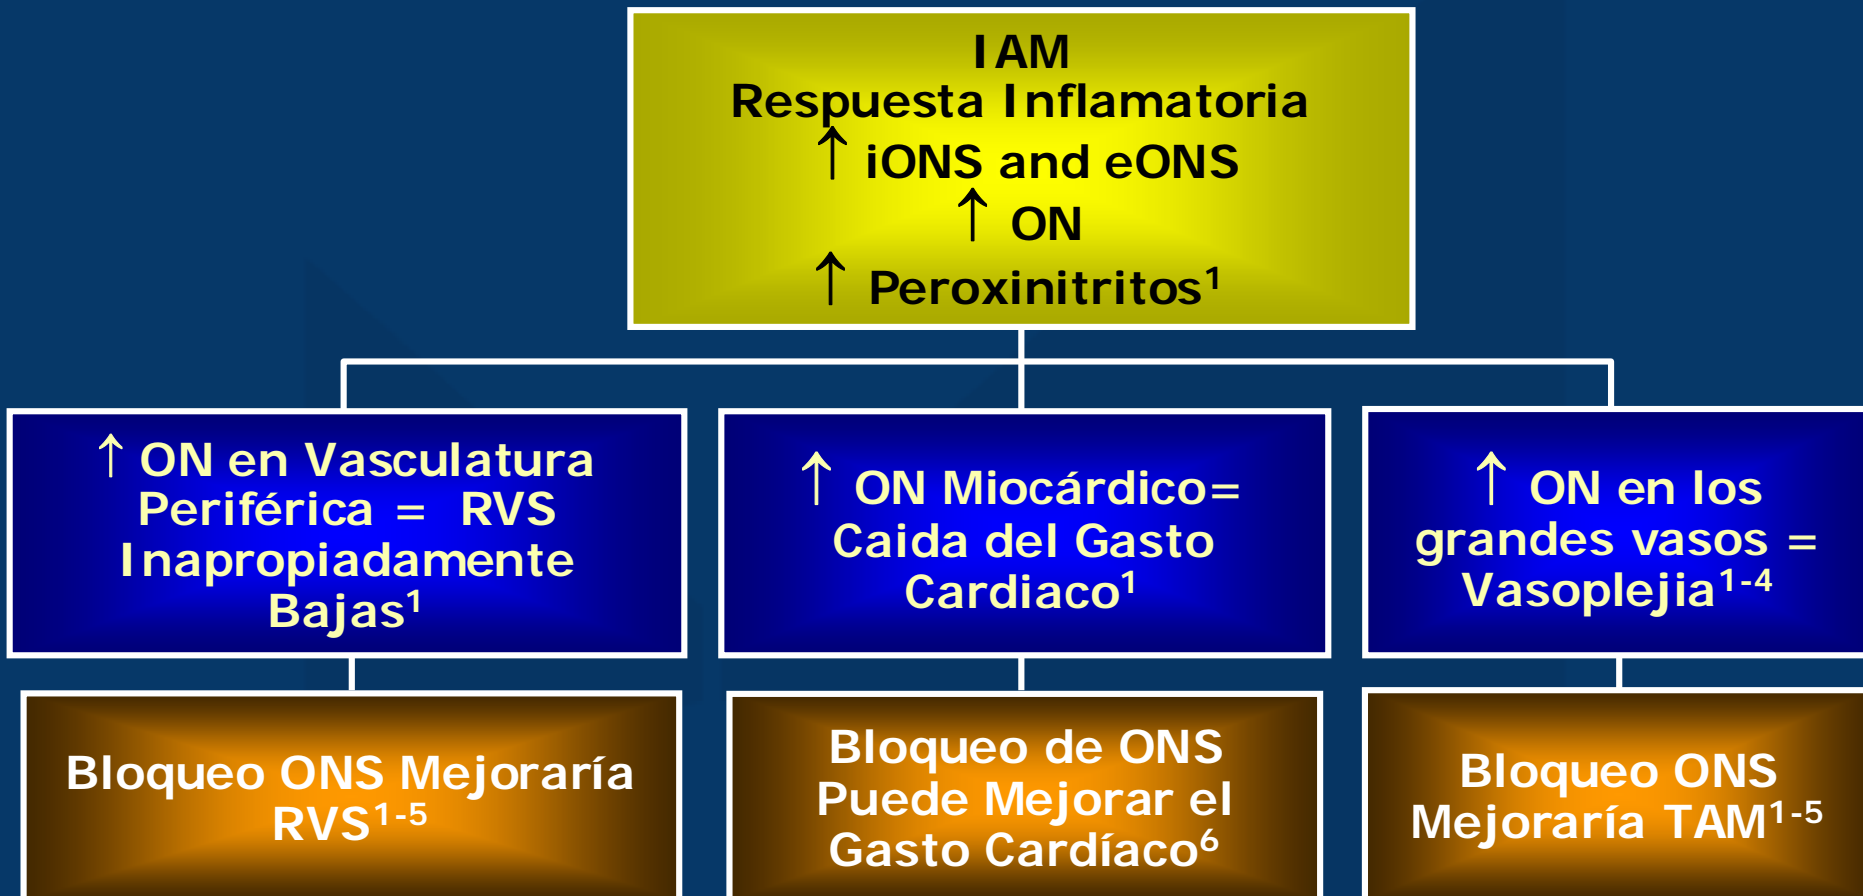 IAM
Respuesta Inflamatoria
↑ iONS and eONS
↑ ON
↑ Peroxinitritos¹
↑ ON en Vasculatura
Periférica = RVS
Inapropiadamente
Bajas¹
↑ ON Miocárdico=
Caida del Gasto
Cardiaco¹
↑ ON en los
grandes vasos =
Vasoplejia¹⁻⁴
Bloqueo ONS Mejoraría
RVS¹⁻⁵
Bloqueo de ONS
Puede Mejorar el
Gasto Cardíaco⁶
Bloqueo ONS
Mejoraría TAM¹⁻⁵